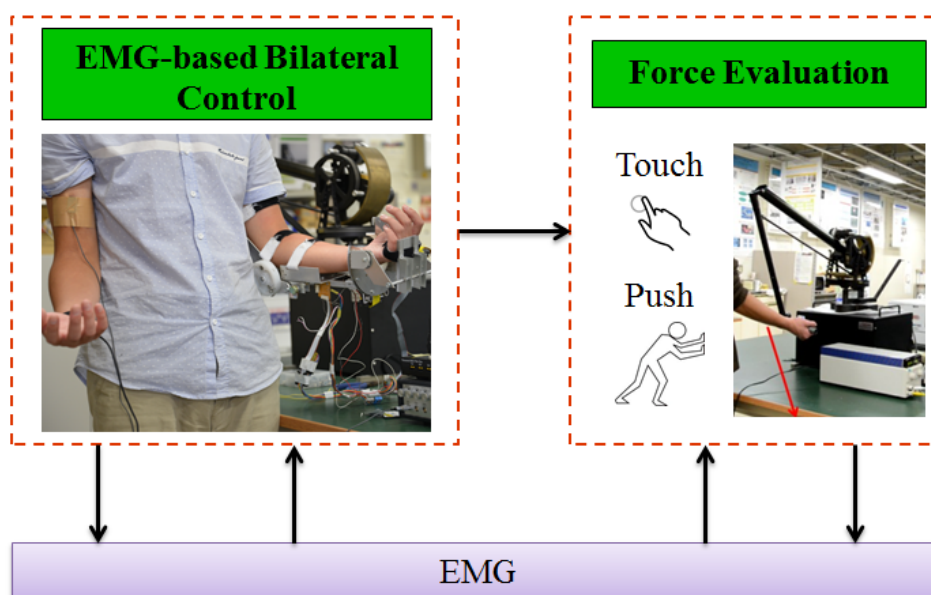 EMG-based Bilateral
Control
Force Evaluation
Touch
Push
EMG